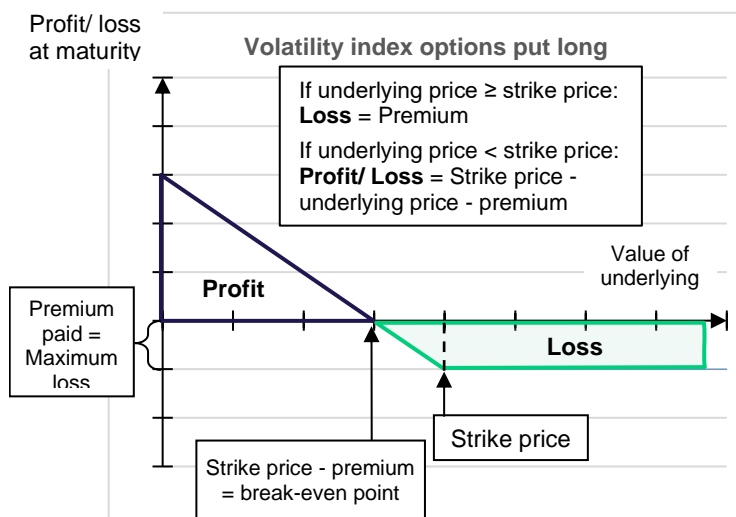 Profit/ loss
at maturity
Volatility index options put long
If underlying price ≥ strike price:
Loss = Premium
If underlying price < strike price:
Profit/ Loss = Strike price -
underlying price - premium
Value of
underlying
Profit
Premium
paid =
Maximum
loss
Loss
Strike price
Strike price - premium
= break-even point